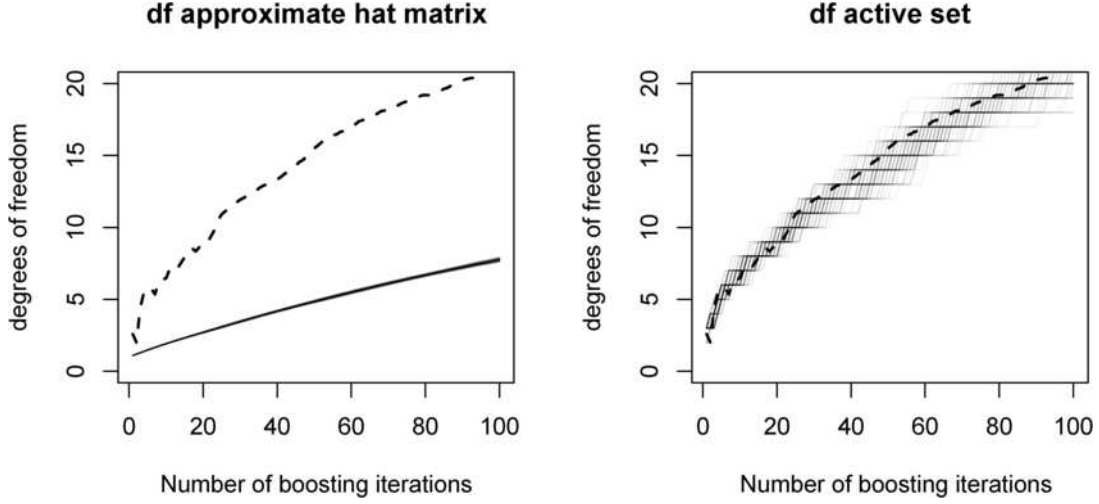 df approximate hat matrix
degrees of freedom
20
15
10
5
0
0 20 40 60 80 100
Number of boosting iterations
df active set
degrees of freedom
20
15
10
5
0
0 20 40 60 80 100
Number of boosting iterations